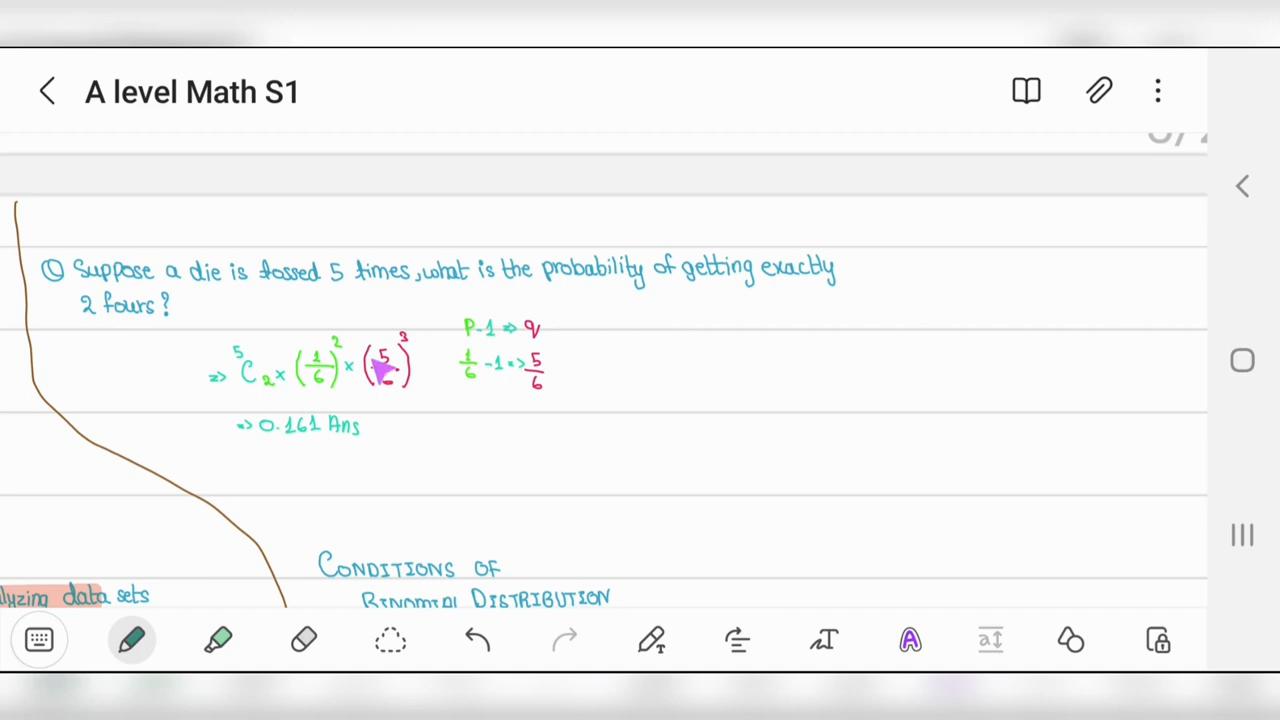 A level Math S1
Q Suppose a die is tossed 5 times, what is the probability of getting exactly
2 fours?
P-1 => q
=> ⁵C₂ × (1/6)² × (5/6)³
1/6 -1 => 5/6
=> 0.161 Ans
CONDITIONS OF
lyzing data sets
BINOMIAL DISTRIBUTION